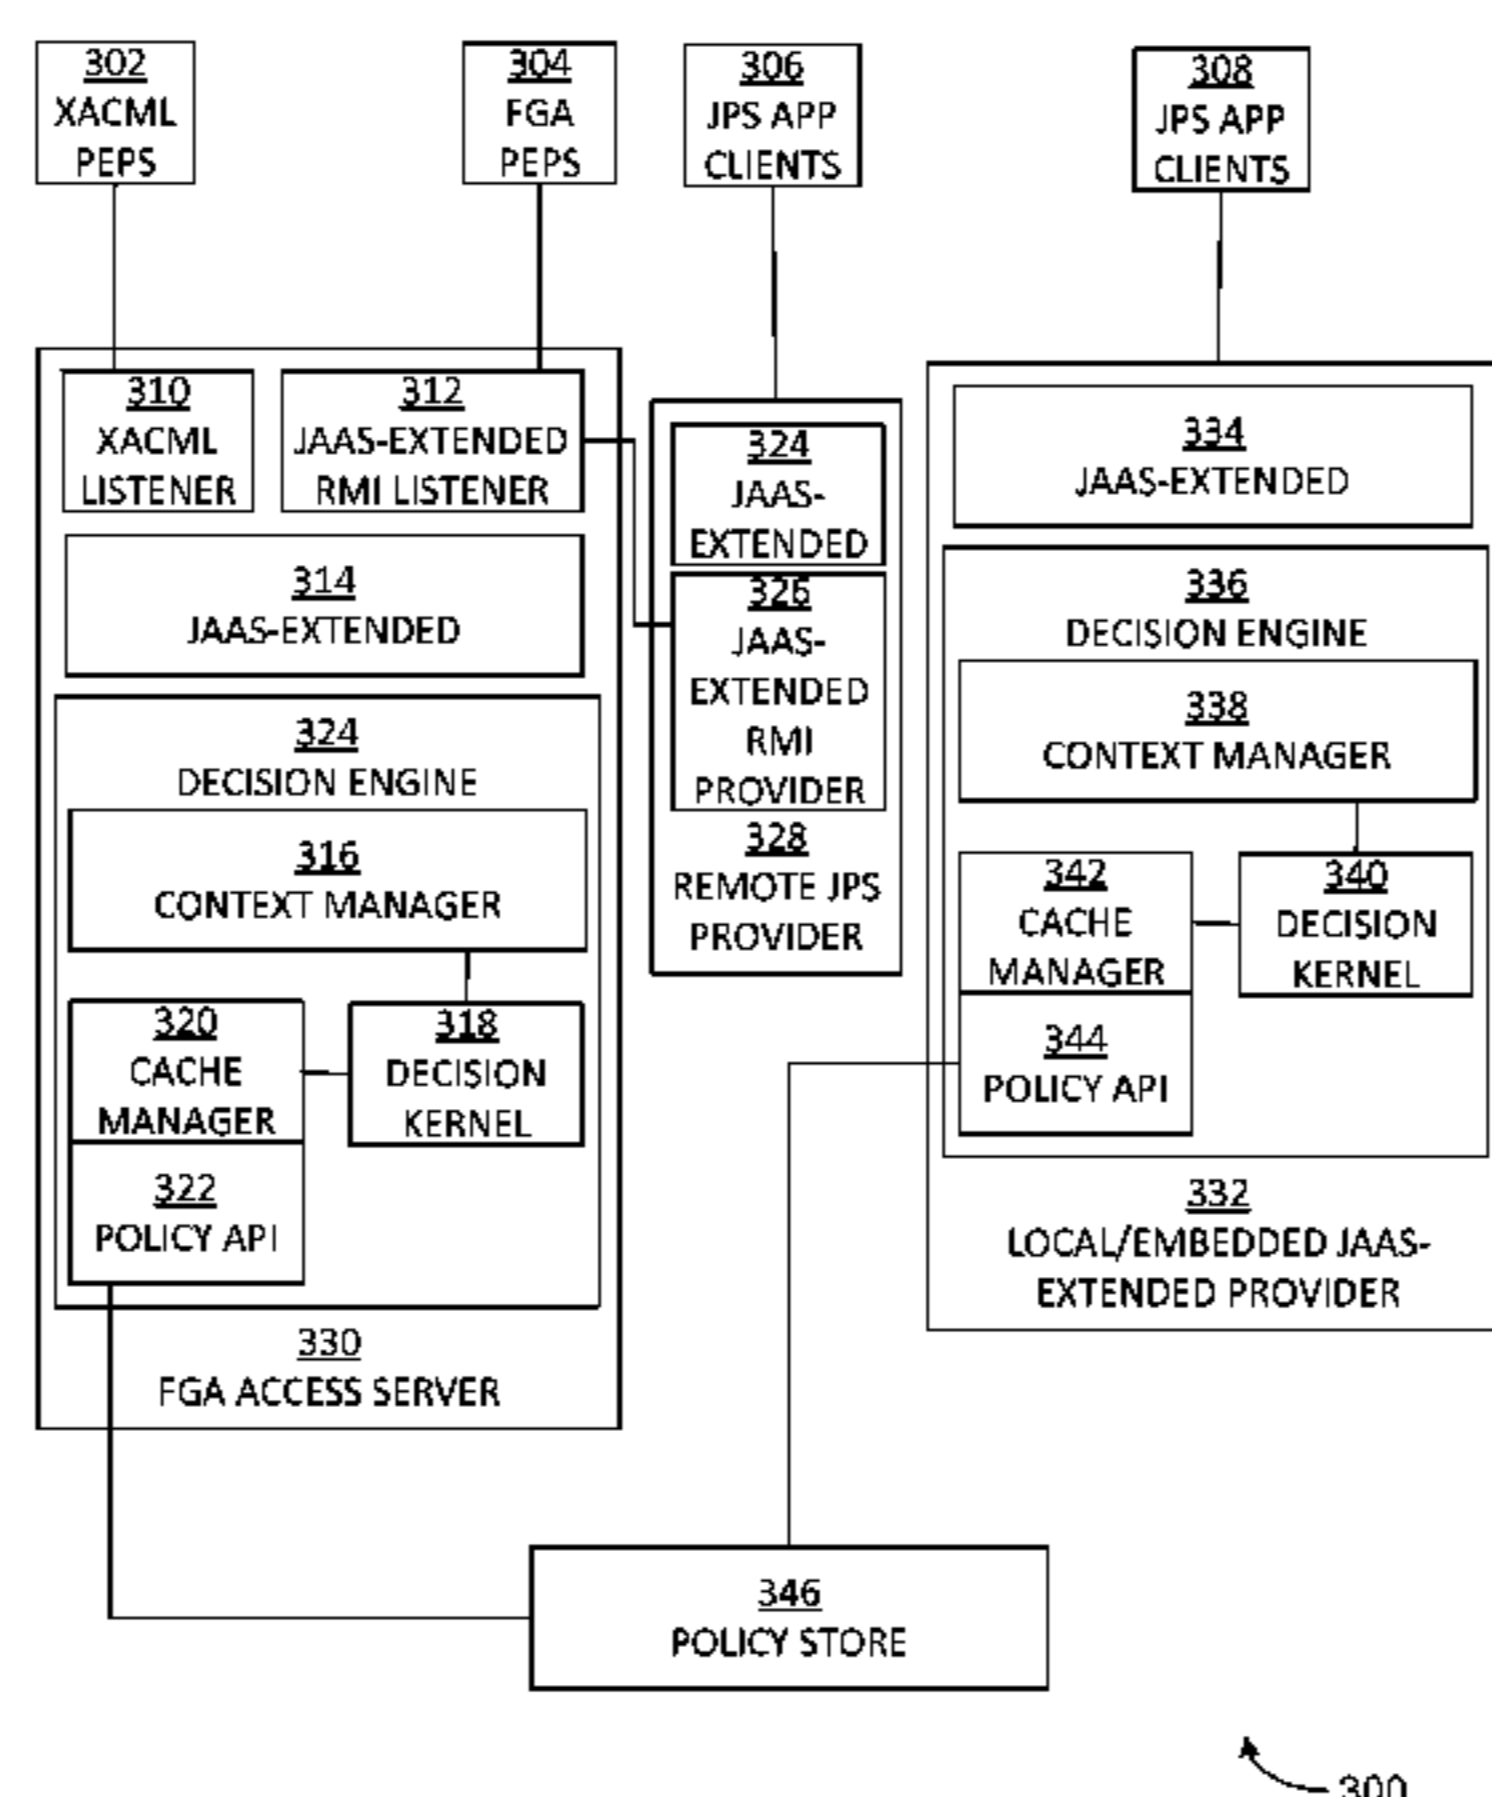 302
XACML
PEPS
304
FGA
PEPS
306
JPS APP
CLIENTS
308
JPS APP
CLIENTS
310
XACML
LISTENER
312
JAAS-EXTENDED
RMI LISTENER
314
JAAS-EXTENDED
324
DECISION ENGINE
316
CONTEXT MANAGER
320
CACHE
MANAGER
318
DECISION
KERNEL
322
POLICY API
330
FGA ACCESS SERVER
324
JAAS-
EXTENDED
326
JAAS-
EXTENDED
RMI
PROVIDER
328
REMOTE JPS
PROVIDER
334
JAAS-EXTENDED
336
DECISION ENGINE
338
CONTEXT MANAGER
342
CACHE
MANAGER
340
DECISION
KERNEL
344
POLICY API
332
LOCAL/EMBEDDED JAAS-
EXTENDED PROVIDER
346
POLICY STORE
300